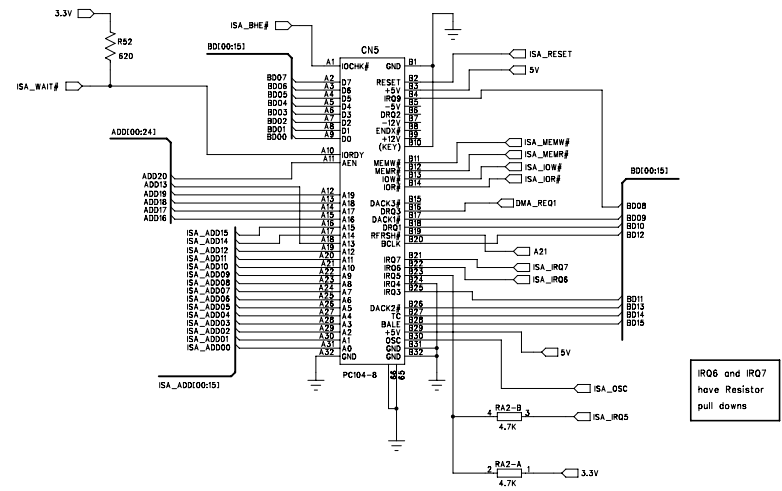 3.3V
R52
620
ISA_WAIT#
ISA_BHE#
CN5
BD[00:15]
ADD[00:24]
A1 IOCHK# GND B1
BD07 A2 D7 RESET B2 ISA_RESET
BD06 A3 D6 +5V B3 5V
BD05 A4 D5 IRQ9 B4
BD04 A5 D4 -5V B5
BD03 A6 D3 DRQ2 B6
BD02 A7 D2 -12V B7
BD01 A8 D1 ENDX# B8
BD00 A9 D0 +12V B9
(KEY) B10
A10 IORDY MEMW# B11 ISA_MEMW#
A11 AEN MEMR# B12 ISA_MEMR#
IOW# B13 ISA_IOW#
IOR# B14 ISA_IOR#
BD[00:15]
ADD20
ADD13 A12 A19 DACK3# B15
ADD19 A13 A18 DRQ3 B16 DMA_REQ1
ADD18 A14 A17 DACK1# B17
ADD17 A15 A16 DRQ1 B18
ADD16 A16 A15 RFRSH# B19 A21
ISA_ADD15 A17 A14 BCLK B20
ISA_ADD14 A18 A13
BD08
BD09
BD10
BD12
ISA_ADD12 A19 A12 IRQ7 B21 ISA_IRQ7
ISA_ADD11 A20 A11 IRQ6 B22 ISA_IRQ6
ISA_ADD10 A21 A10 IRQ5 B23
ISA_ADD09 A22 A9 IRQ4 B24
ISA_ADD08 A23 A8 IRQ3 B25
ISA_ADD07 A24 A7
ISA_ADD06 A25 A6 DACK2# B26
ISA_ADD05 A26 A5 TC B27
ISA_ADD04 A27 A4 BALE B28
ISA_ADD03 A28 A3 +5V B29 5V
ISA_ADD02 A29 A2 OSC B30 ISA_OSC
ISA_ADD01 A30 A1 GND B31
ISA_ADD00 A31 A0 GND B32
A32 GND
BD11
BD13
BD14
BD15
ISA_ADD[00:15]
PC104-8
66
65
4 RA2-B 3 ISA_IRQ5
4.7K
2 RA2-A 1 3.3V
4.7K
IRQ6 and IRQ7
have Resistor
pull downs